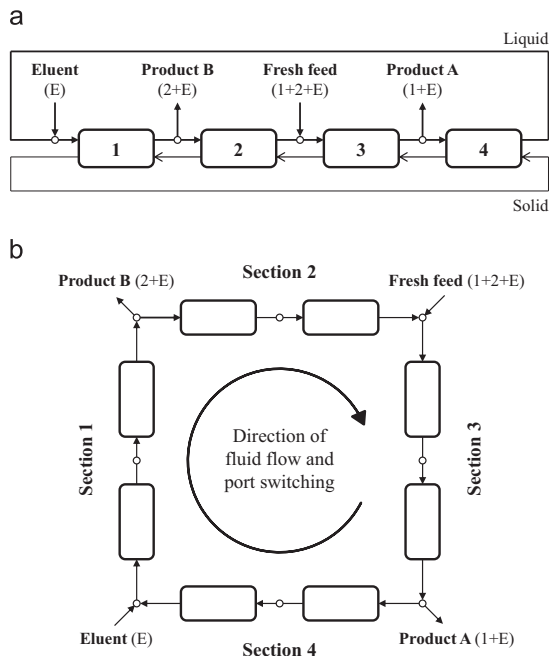 a
Liquid
Eluent
(E)
Product B
(2+E)
Fresh feed
(1+2+E)
Product A
(1+E)
1
2
3
4
Solid
b
Section 2
Product B (2+E)
Fresh feed (1+2+E)
Section 1
Direction of
fluid flow and
port switching
Section 3
Eluent (E)
Section 4
Product A (1+E)